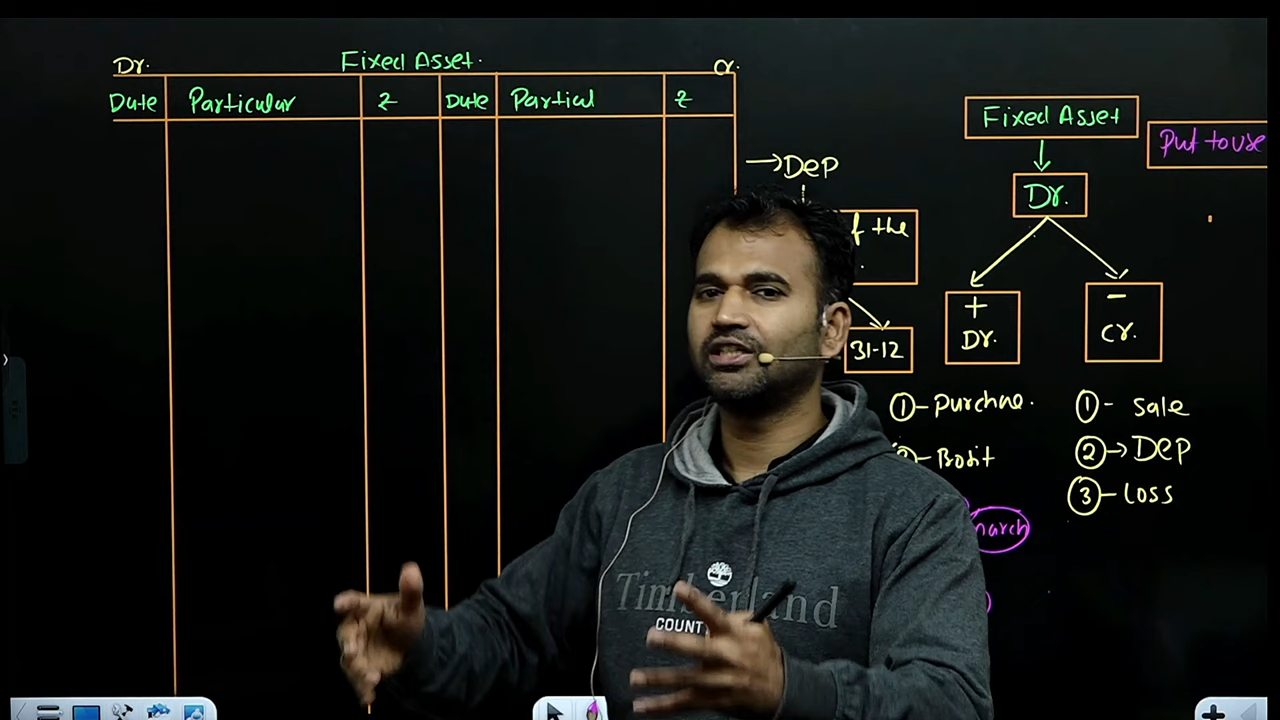 Dr. Fixed Asset. Cr.
Date Particular ₹ Date Partial ₹
→Dep
f the
31-12
Fixed Asset
Put to use
Dr.
+
Dr.
-
Cr.
①- Purchase.
- Bodit
march
①- Sale
②→ Dep
③- Loss
Timberland
COUNT